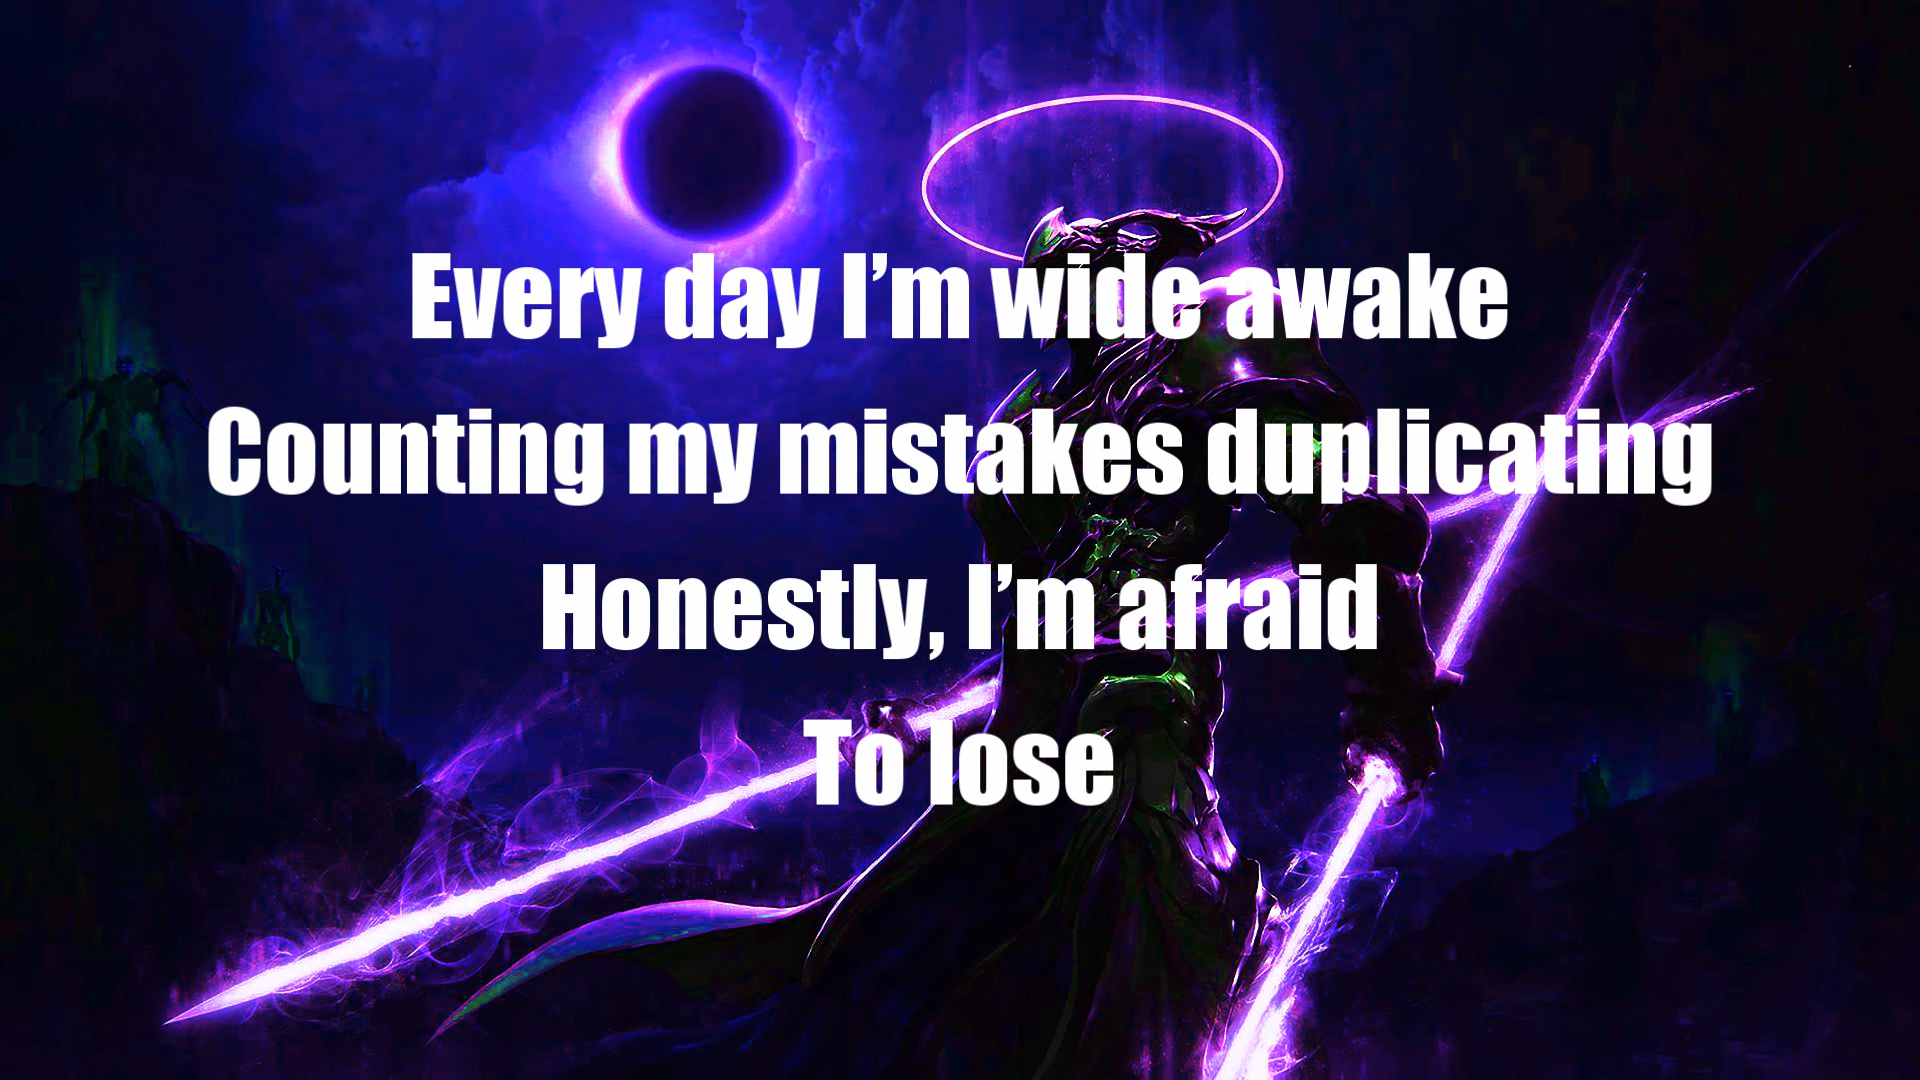 Every day I’m wide awake
Counting my mistakes duplicating
Honestly, I’m afraid
To lose